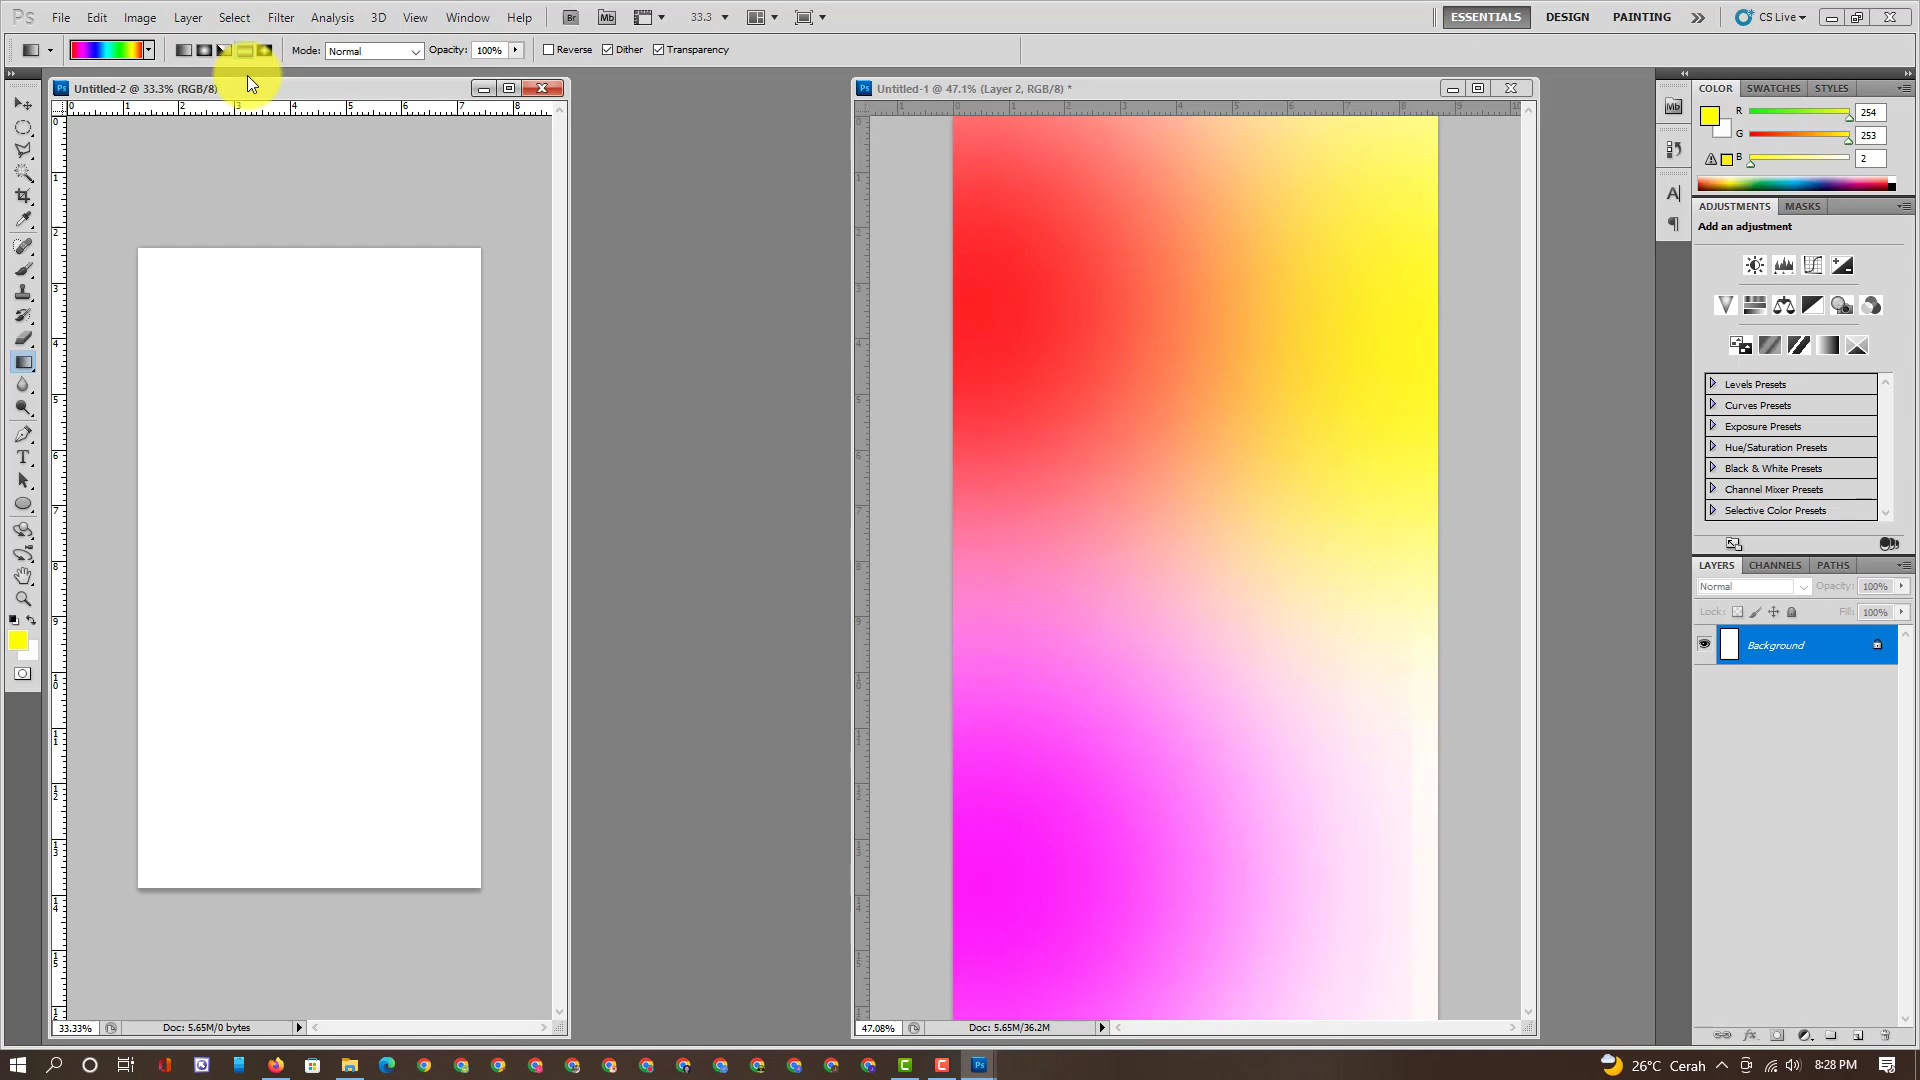 Ps File Edit Image Layer Select Filter Analysis 3D View Window Help Br Mb 33.3 ESSENTIALS DESIGN PAINTING CS Live
Mode: Normal Opacity: 100% Reverse Dither Transparency
Ps Untitled-2 @ 33.3% (RGB/8)
Ps Untitled-1 @ 47.1% (Layer 2, RGB/8) *
COLOR SWATCHES STYLES
R 254
G 253
B 2
ADJUSTMENTS MASKS
Add an adjustment
Levels Presets
Curves Presets
Exposure Presets
Hue/Saturation Presets
Black & White Presets
Channel Mixer Presets
Selective Color Presets
LAYERS CHANNELS PATHS
Normal Opacity: 100%
Lock: Fill: 100%
Background
33.33% Doc: 5.65M/0 bytes
47.08% Doc: 5.65M/36.2M
26°C Cerah 8:28 PM